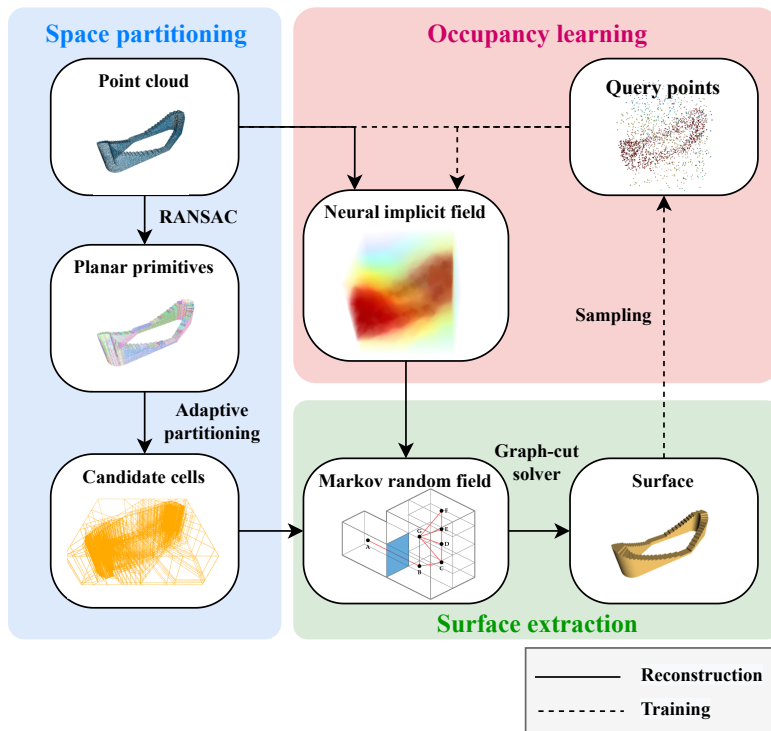 Space partitioning
Occupancy learning
Point cloud
Query points
RANSAC
Neural implicit field
Planar primitives
Sampling
Adaptive
partitioning
Graph-cut
solver
Candidate cells
Markov random field
Surface
F
G
E
A
D
B
C
Surface extraction
Reconstruction
Training